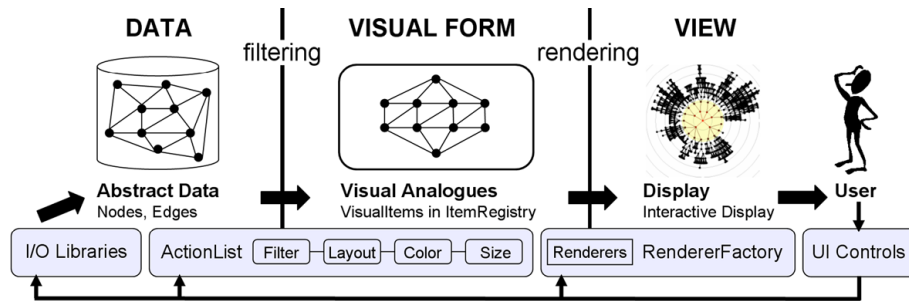 DATA
filtering
VISUAL FORM
rendering
VIEW
Abstract Data
Nodes, Edges
Visual Analogues
VisualItems in ItemRegistry
Display
Interactive Display
User
I/O Libraries
ActionList
Filter
Layout
Color
Size
Renderers
RendererFactory
UI Controls